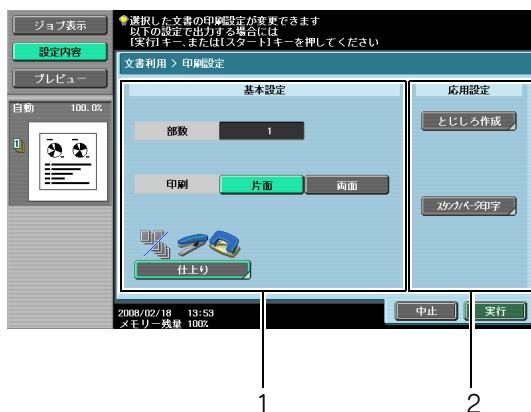 ジョブ表示
設定内容
プレビュー
自動 100.0%
選択した文書の印刷設定が変更できます
以下の設定で出力する場合には
[実行]キー、または[スタート]キーを押してください
文書利用 > 印刷設定
基本設定
部数 1
印刷 片面 両面
仕上り
応用設定
とじしろ作成
スタンプ/ページ印字
2008/02/18 13:53
メモリー残量 100%
中止 実行
1 2